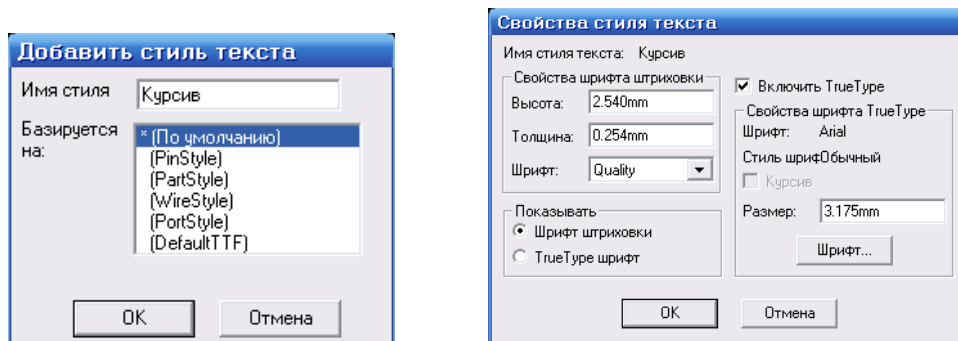 Добавить стиль текста
Имя стиля
Курсив
Базируется
на:
* (По умолчанию)
(PinStyle)
(PartStyle)
(WireStyle)
(PortStyle)
(DefaultTTF)
OK
Отмена
Свойства стиля текста
Имя стиля текста: Курсив
Свойства шрифта штриховки
Высота: 2.540mm
Толщина: 0.254mm
Шрифт: Quality
Показывать
Шрифт штриховки
TrueType шрифт
Включить TrueType
Свойства шрифта TrueType
Шрифт: Arial
Стиль шрифОбычный
Курсив
Размер: 3.175mm
Шрифт...
OK
Отмена